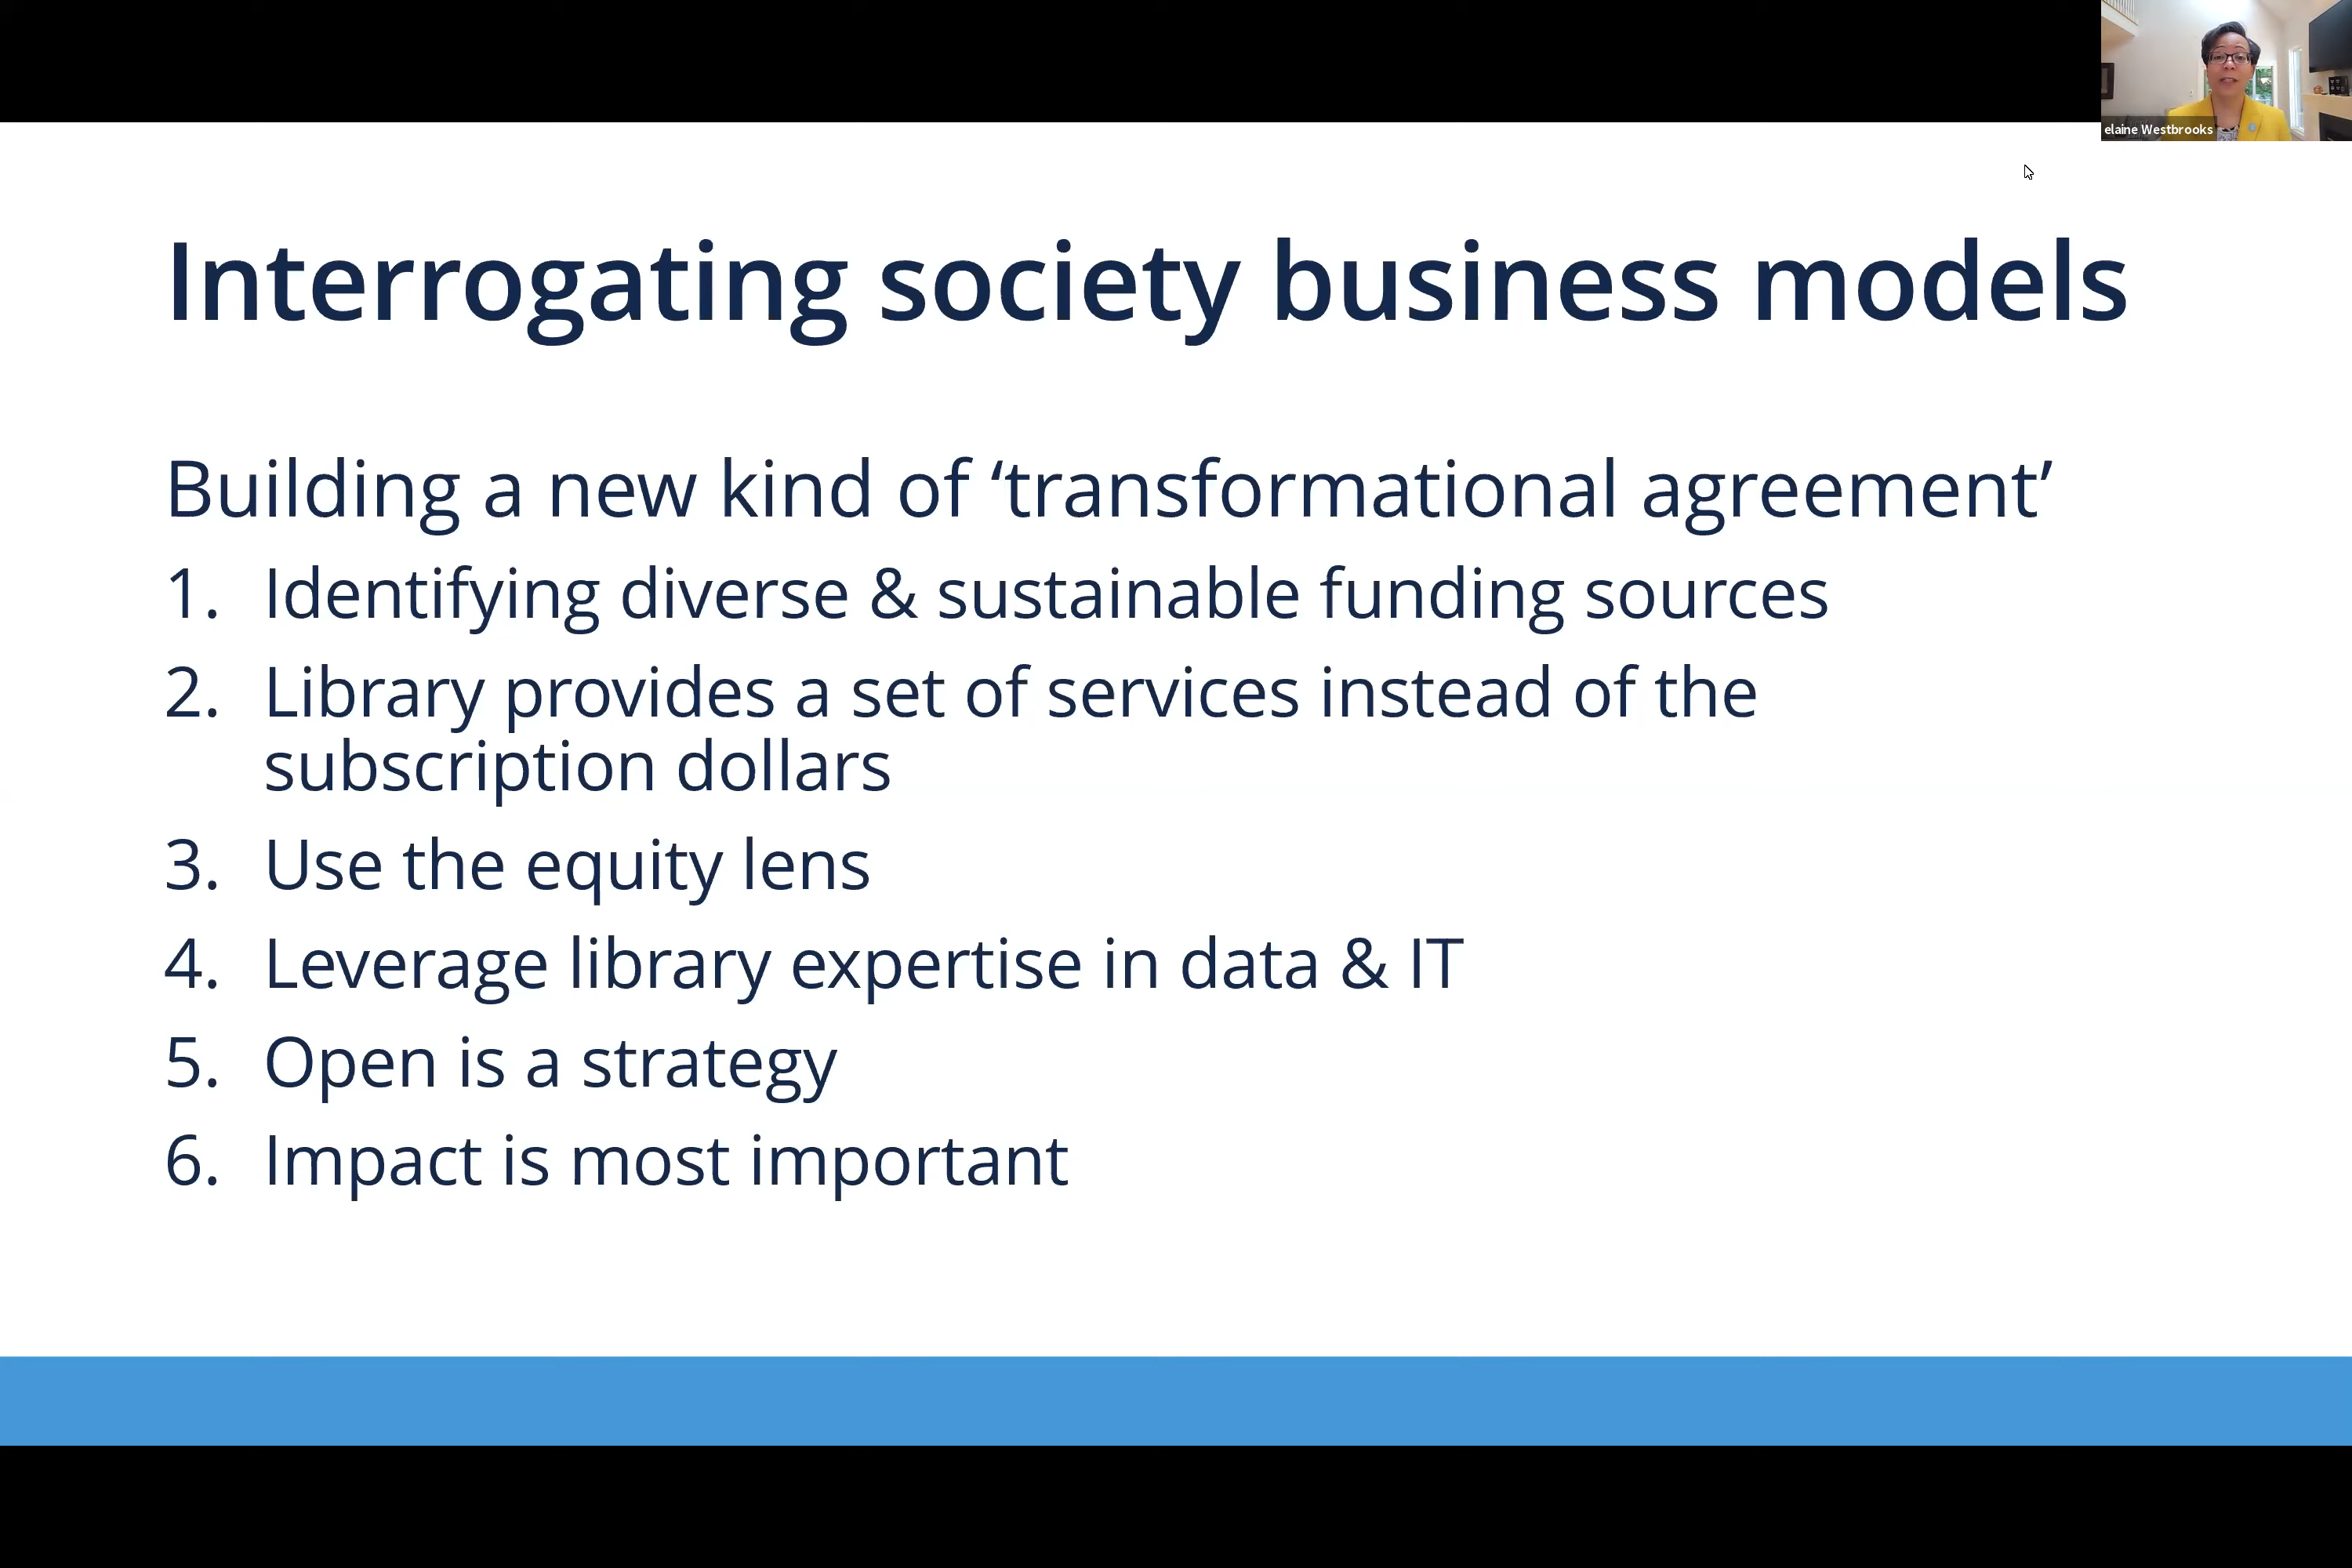 elaine Westbrooks
Interrogating society business models
Building a new kind of ‘transformational agreement’
1. Identifying diverse & sustainable funding sources
2. Library provides a set of services instead of the
subscription dollars
3. Use the equity lens
4. Leverage library expertise in data & IT
5. Open is a strategy
6. Impact is most important